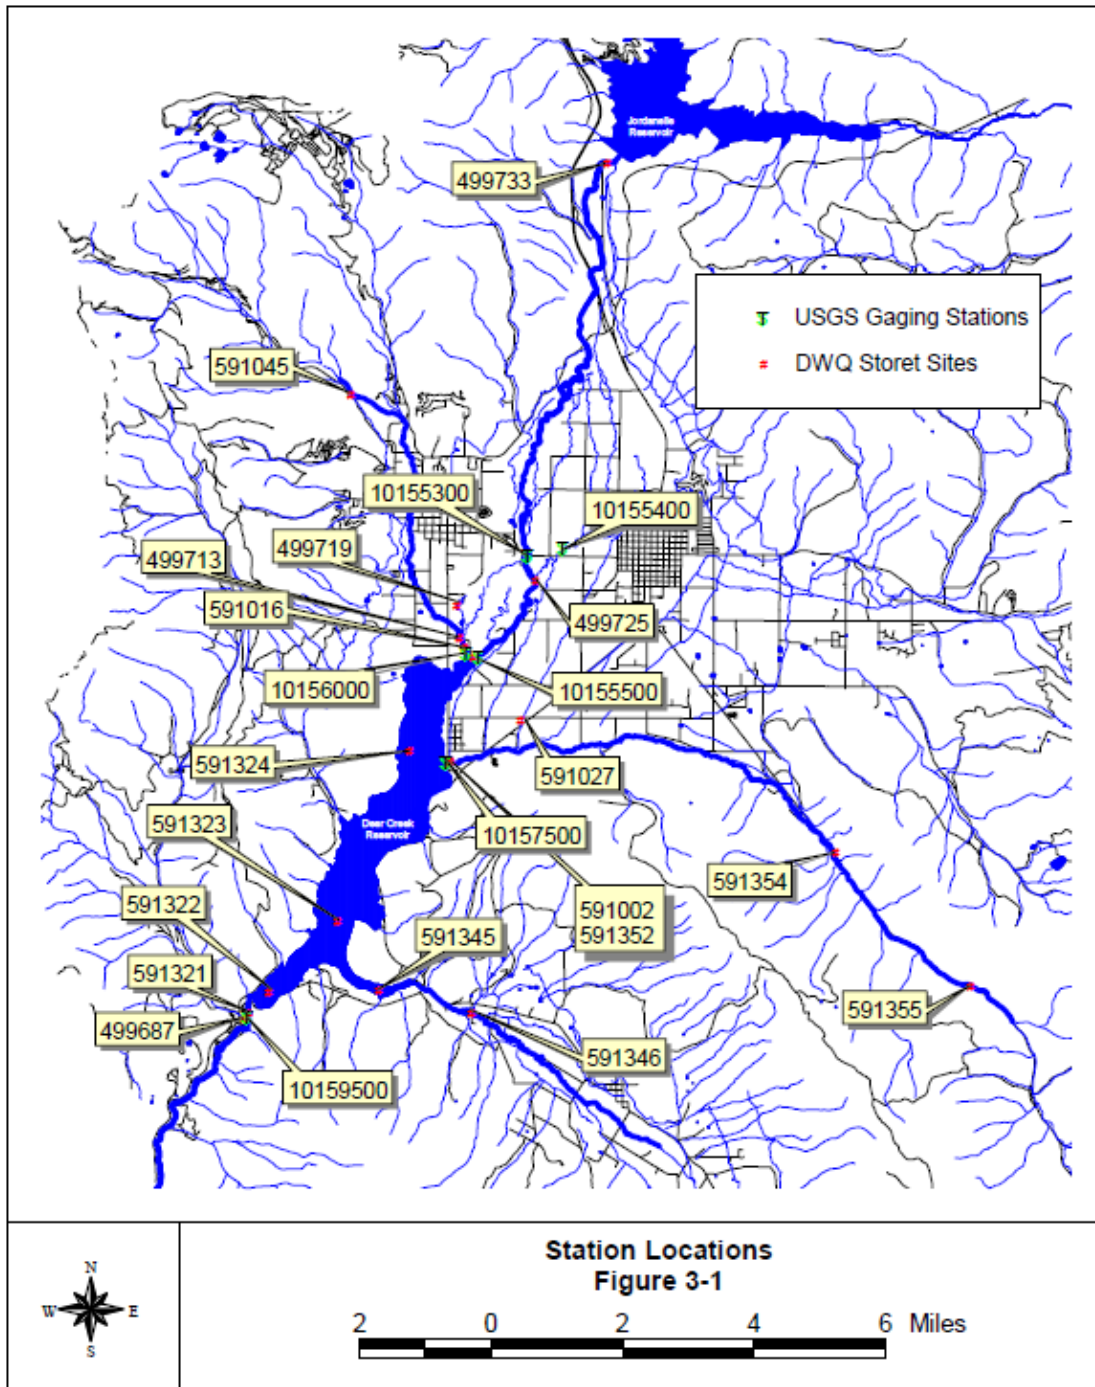 Jordanelle
Reservoir
499733
USGS Gaging Stations
DWQ Storet Sites
591045
10155300
10155400
499719
499713
591016
499725
10156000
10155500
591324
591027
591323
Deer Creek
Reservoir
10157500
591354
591322
591002
591352
591345
591321
591355
499687
591346
10159500
N
W E
S
Station Locations
Figure 3-1
2 0 2 4 6 Miles